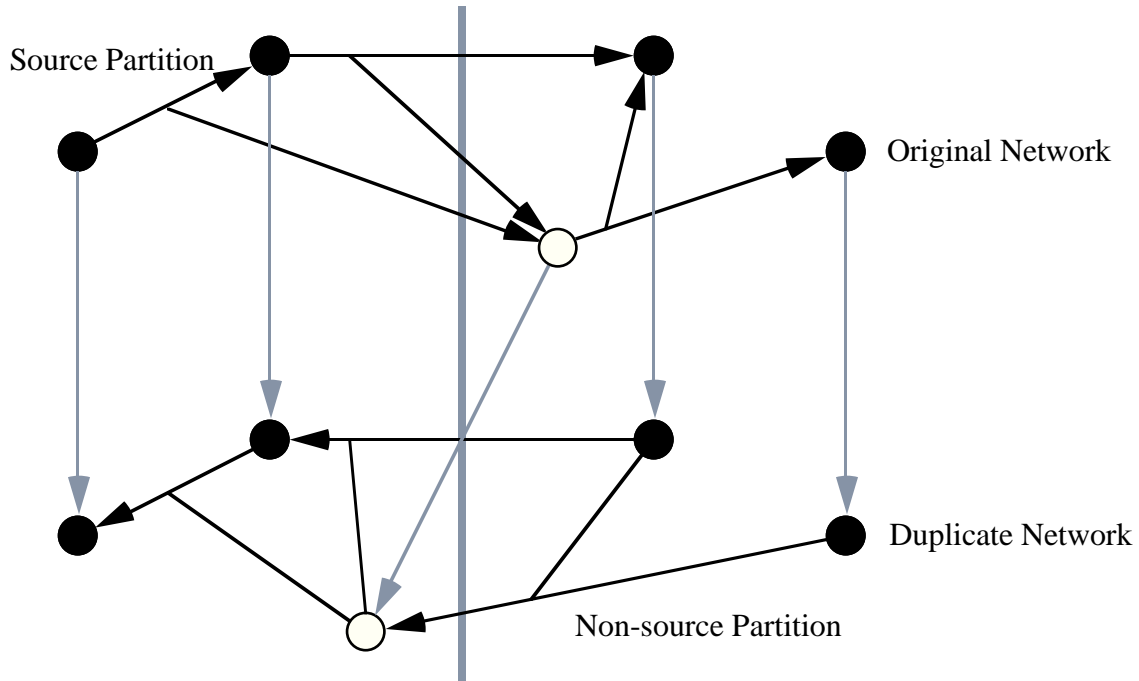 Source Partition
Original Network
Duplicate Network
Non-source Partition